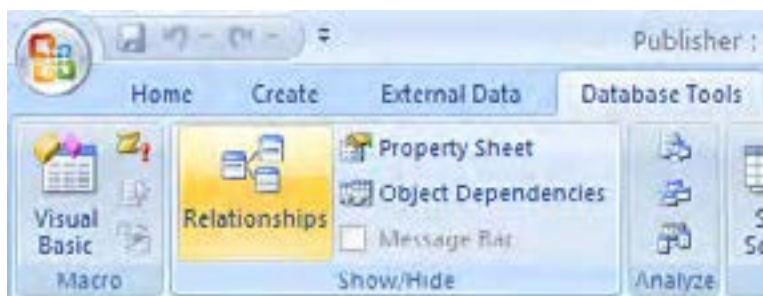 Publisher :
Home Create External Data Database Tools
Visual Basic
Relationships
Property Sheet
Object Dependencies
Message Bar
Macro Show/Hide Analyze